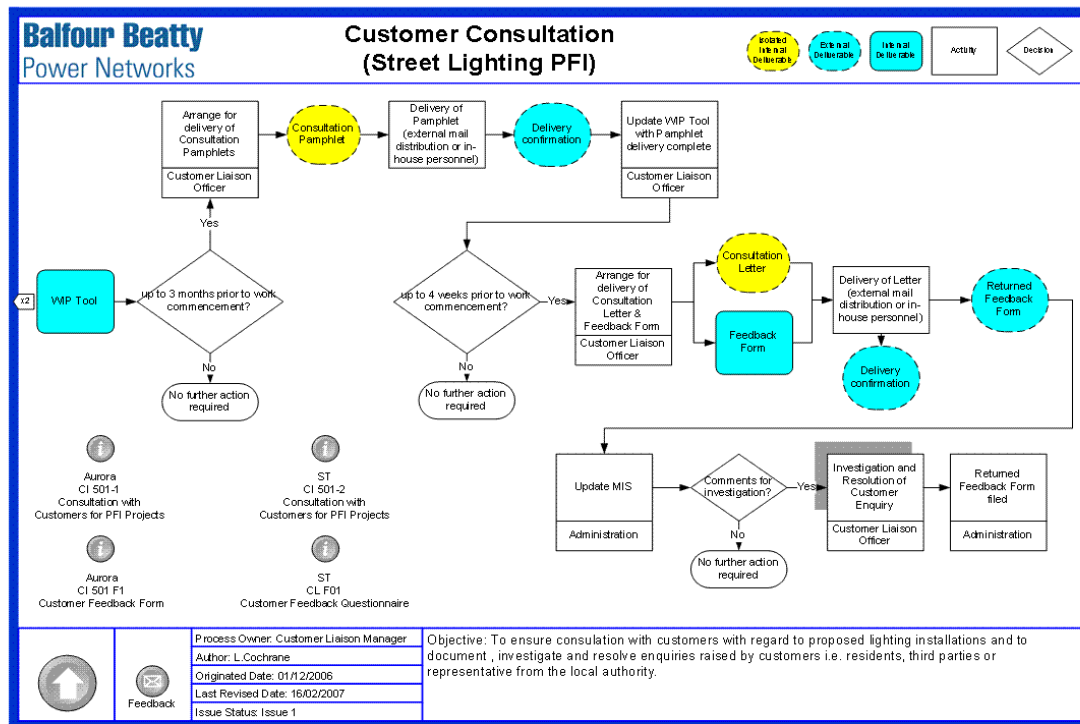 Balfour Beatty
Power Networks
Customer Consultation
(Street Lighting PFI)
Isolated
Internal
Deliverable
External
Deliverable
Internal
Deliverable
Activity
Decision
Arrange for
delivery of
Consultation
Pamphlets
Customer Liaison
Officer
Consultation
Pamphlet
Delivery of
Pamphlet
(external mail
distribution or in-
house personnel)
Delivery
confirmation
Update WIP Tool
with Pamphlet
delivery complete
Customer Liaison
Officer
Yes
x2
WIP Tool
up to 3 months prior to work
commencement?
No
No further action
required
up to 4 weeks prior to work
commencement?
Yes
No
No further action
required
Arrange for
delivery of
Consultation
Letter &
Feedback Form
Customer Liaison
Officer
Consultation
Letter
Feedback
Form
Delivery of Letter
(external mail
distribution or in-
house personnel)
Delivery
confirmation
Returned
Feedback
Form
i
Aurora
CI 501-1
Consultation with
Customers for PFI Projects
i
ST
CI 501-2
Consultation with
Customers for PFI Projects
i
Aurora
CI 501 F1
Customer Feedback Form
i
ST
CL F01
Customer Feedback Questionnaire
Update MIS
Administration
Comments for
investigation?
Yes
No
No further action
required
Investigation and
Resolution of
Customer
Enquiry
Customer Liaison
Officer
Returned
Feedback Form
filed
Administration
Feedback
Process Owner: Customer Liaison Manager
Author: L.Cochrane
Originated Date: 01/12/2006
Last Revised Date: 16/02/2007
Issue Status: Issue 1
Objective: To ensure consulation with customers with regard to proposed lighting installations and to
document , investigate and resolve enquiries raised by customers i.e. residents, third parties or
representative from the local authority.